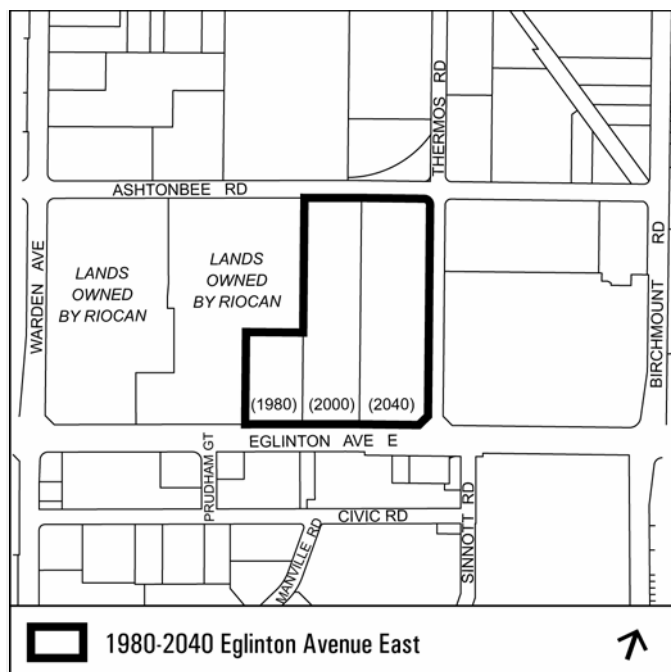 THERMOS RD
ASHTONBEE RD
WARDEN AVE
LANDS
OWNED
BY RIOCAN
LANDS
OWNED
BY RIOCAN
BIRCHMOUNT RD
(1980) (2000) (2040)
EGLINTON AVE E
PRUDHAM GT
CIVIC RD
MANVILLE RD
SINNOTT RD
1980-2040 Eglinton Avenue East